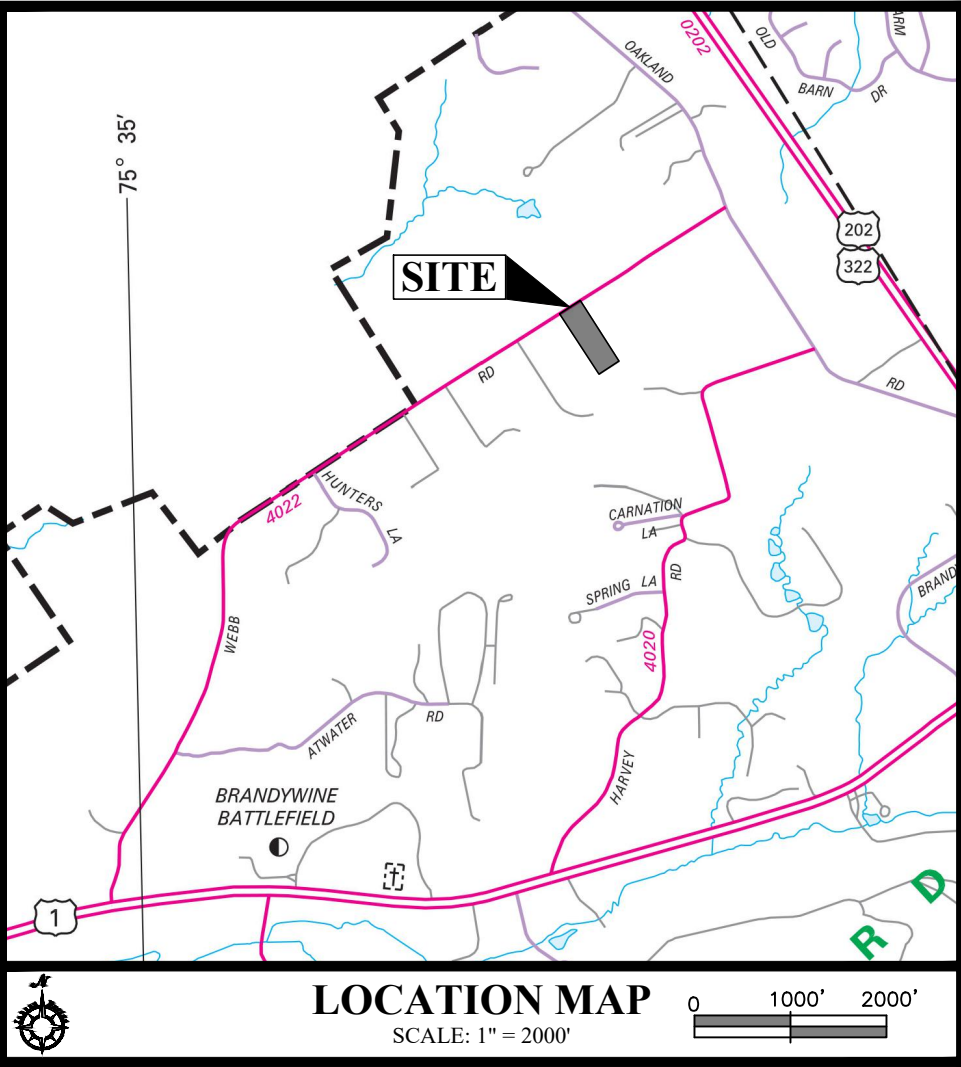 OAKLAND
0202
OLD
ARM
BARN
DR
75° 35'
202
322
SITE
RD
RD
4022
HUNTERS
LA
CARNATION
LA
RD
SPRING LA
BRAND
WEBB
4020
ATWATER
RD
HARVEY
BRANDYWINE
BATTLEFIELD
1
R
D
N
LOCATION MAP
SCALE: 1" = 2000'
0 1000' 2000'